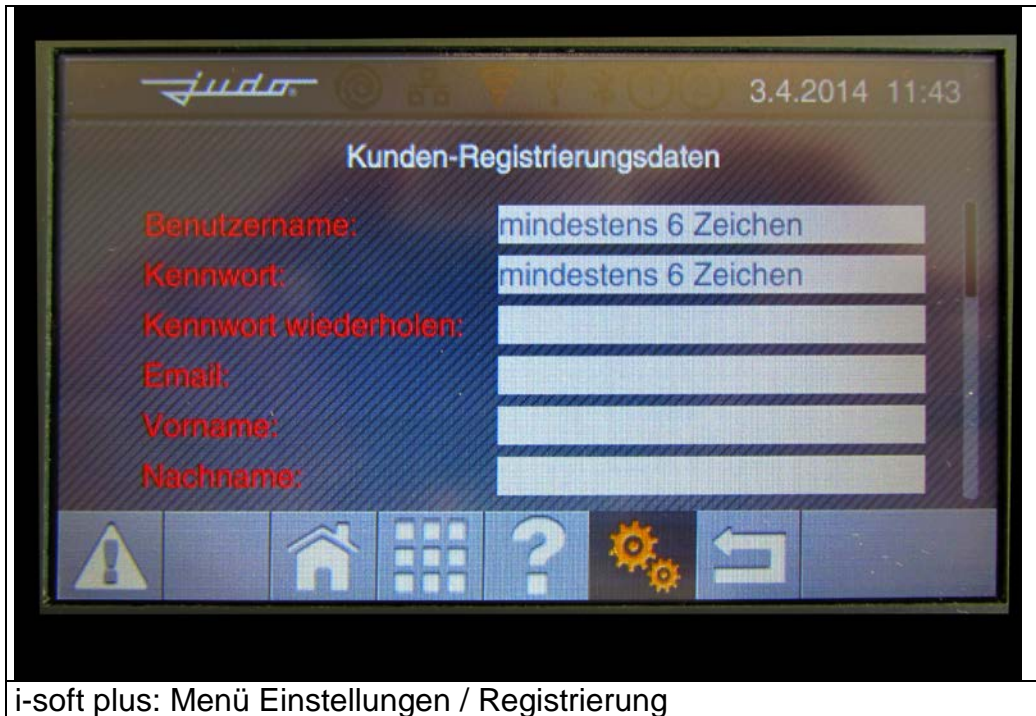 judo
3.4.2014 11:43
Kunden-Registrierungsdaten
Benutzername: mindestens 6 Zeichen
Kennwort: mindestens 6 Zeichen
Kennwort wiederholen:
Email:
Vorname:
Nachname:
i-soft plus: Menü Einstellungen / Registrierung